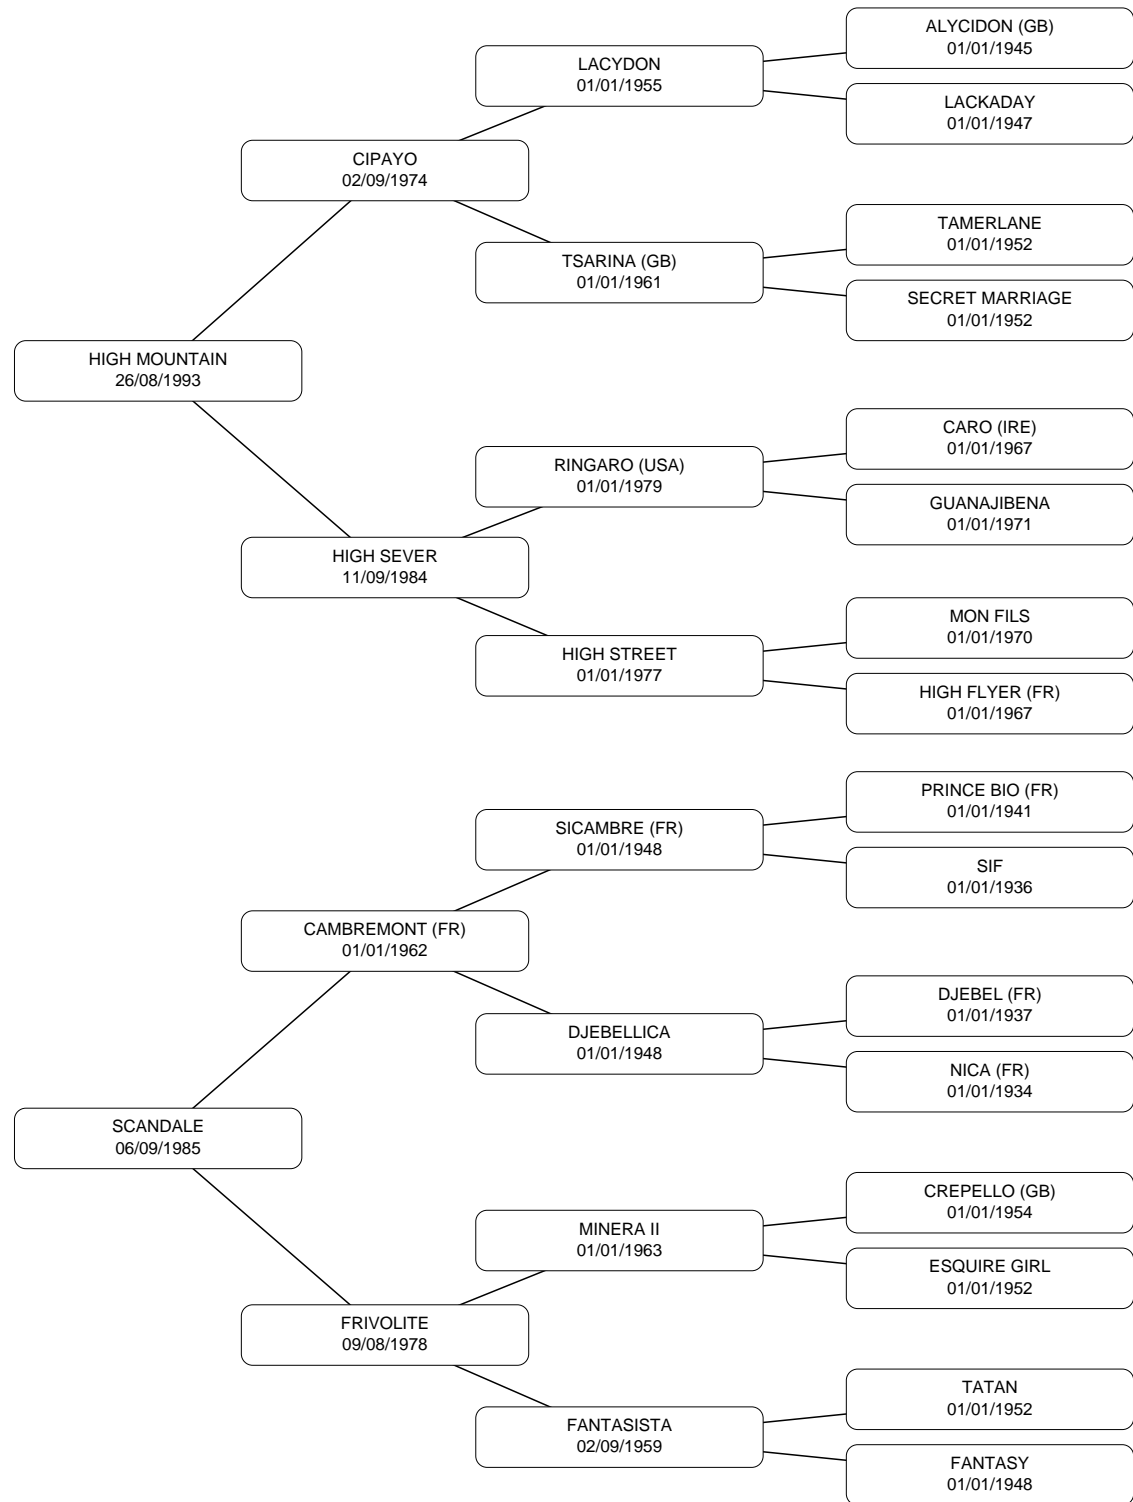 ALYCIDON (GB)
01/01/1945
LACYDON
01/01/1955
LACKADAY
01/01/1947
CIPAYO
02/09/1974
TAMERLANE
01/01/1952
TSARINA (GB)
01/01/1961
SECRET MARRIAGE
01/01/1952
HIGH MOUNTAIN
26/08/1993
CARO (IRE)
01/01/1967
RINGARO (USA)
01/01/1979
GUANAJIBENA
01/01/1971
HIGH SEVER
11/09/1984
MON FILS
01/01/1970
HIGH STREET
01/01/1977
HIGH FLYER (FR)
01/01/1967
PRINCE BIO (FR)
01/01/1941
SICAMBRE (FR)
01/01/1948
SIF
01/01/1936
CAMBREMONT (FR)
01/01/1962
DJEBEL (FR)
01/01/1937
DJEBELLICA
01/01/1948
NICA (FR)
01/01/1934
SCANDALE
06/09/1985
CREPELLO (GB)
01/01/1954
MINERA II
01/01/1963
ESQUIRE GIRL
01/01/1952
FRIVOLITE
09/08/1978
TATAN
01/01/1952
FANTASISTA
02/09/1959
FANTASY
01/01/1948